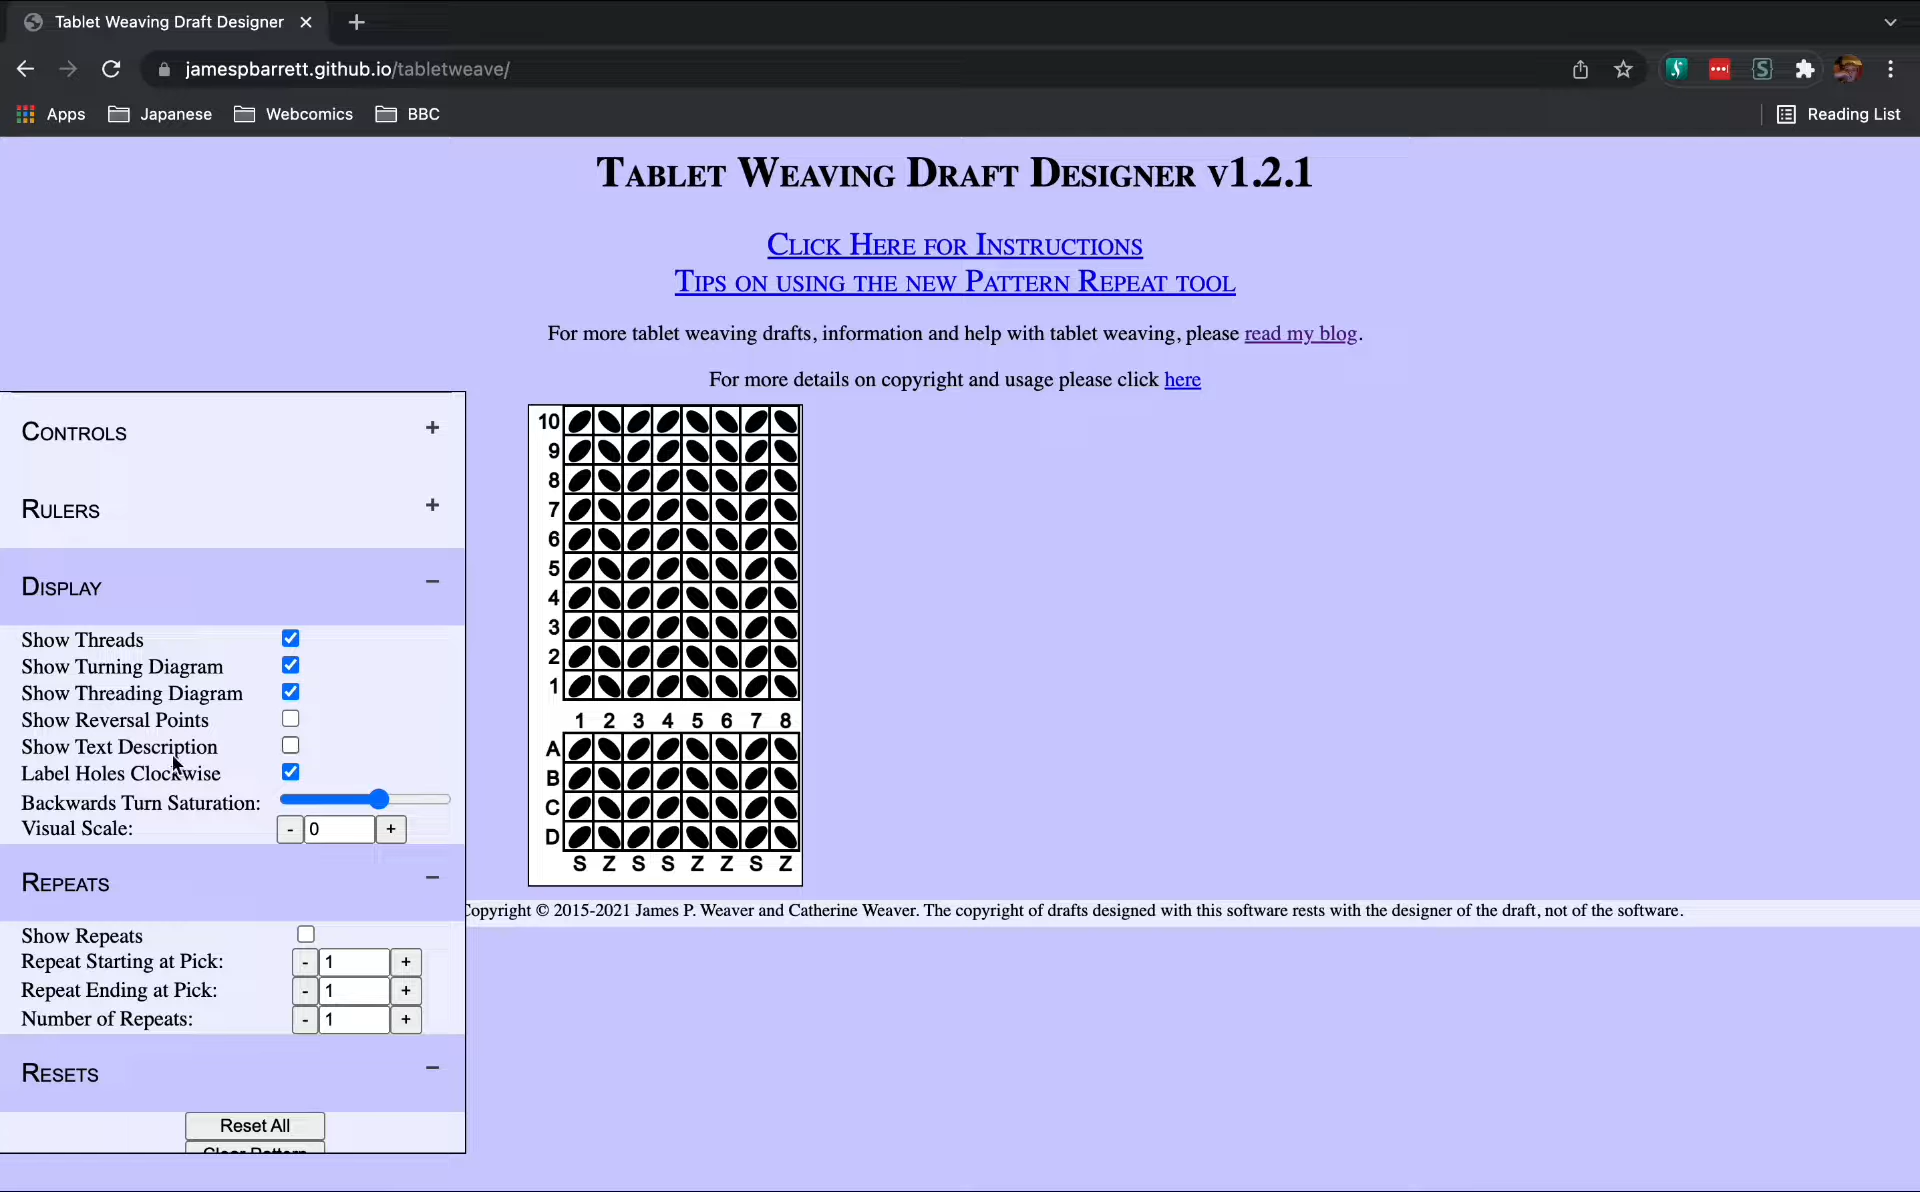 Tablet Weaving Draft Designer
jamespbarrett.github.io/tabletweave/
Apps Japanese Webcomics BBC Reading List
Tablet Weaving Draft Designer v1.2.1
Click Here for Instructions
Tips on using the new Pattern Repeat tool
For more tablet weaving drafts, information and help with tablet weaving, please read my blog.
For more details on copyright and usage please click here
Controls +
Rulers +
Display −
Show Threads
Show Turning Diagram
Show Threading Diagram
Show Reversal Points
Show Text Description
Label Holes Clockwise
Backwards Turn Saturation:
Visual Scale: - 0 +
Repeats −
Show Repeats
Repeat Starting at Pick: - 1 +
Repeat Ending at Pick: - 1 +
Number of Repeats: - 1 +
Resets −
Reset All
Clear Pattern
10
9
8
7
6
5
4
3
2
1
1 2 3 4 5 6 7 8
A
B
C
D
S Z S S Z Z S Z
Copyright © 2015-2021 James P. Weaver and Catherine Weaver. The copyright of drafts designed with this software rests with the designer of the draft, not of the software.